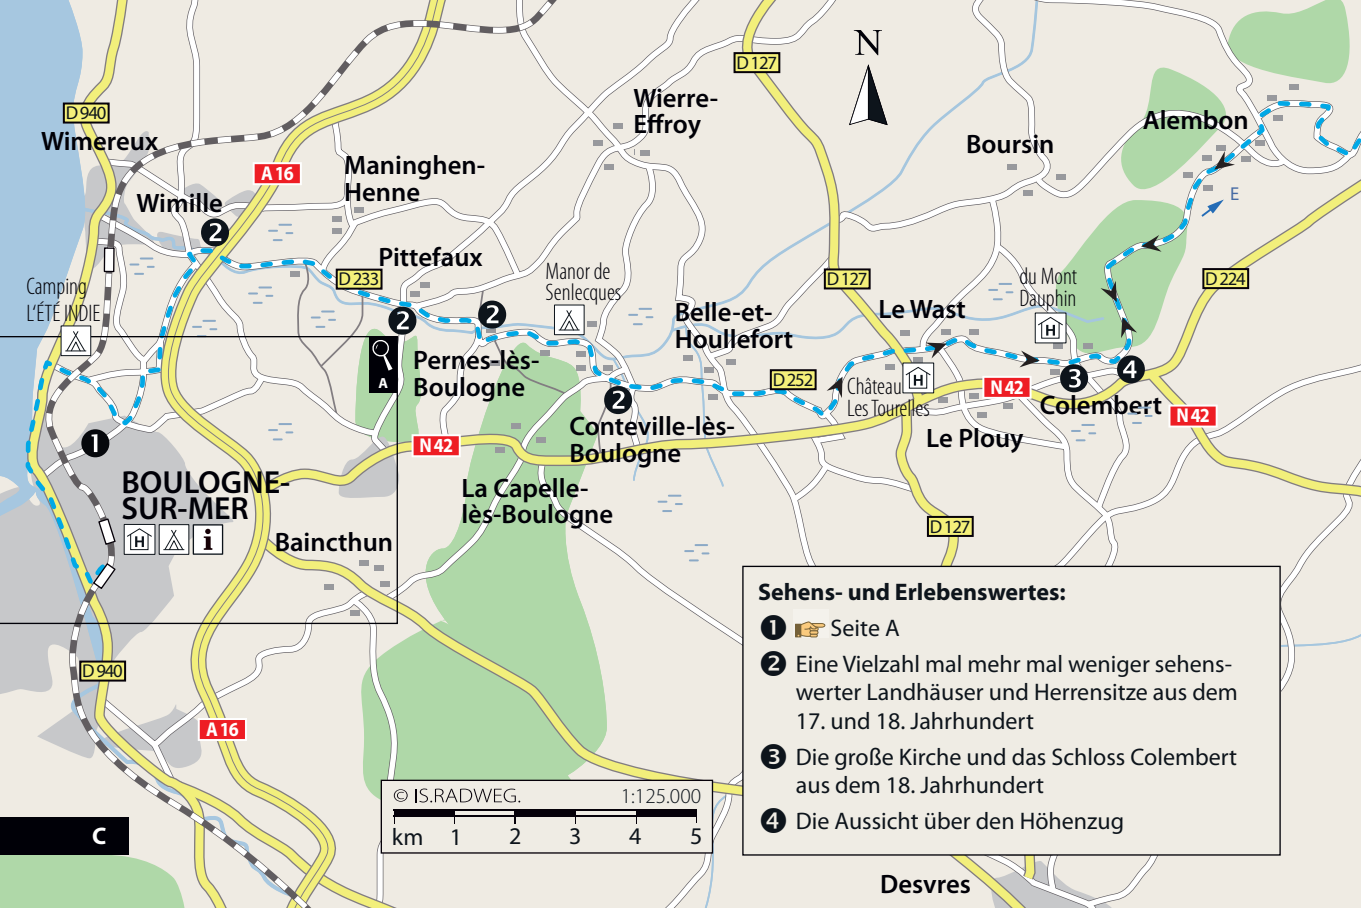 N
D 127
Wierre-
Effroy
D 940
Wimereux
Alembon
Boursin
A 16
Maninghen-
Henne
Wimille
2
E
Pittefaux
D 233
Manor de
Senlecques
D 127
du Mont
Dauphin
D 224
Camping
L'ÉTÉ INDIE
H
2
2
Belle-et-
Houllefort
Le Wast
A
Pernes-lès-
Boulogne
D 252
Château
Les Tourelles
H
N 42
3
4
Colembert
N 42
2
Conteville-lès-
Boulogne
1
N 42
Le Plouy
BOULOGNE-
SUR-MER
H
i
La Capelle-
lès-Boulogne
D 127
Baincthun
D 940
A 16
Sehens- und Erlebenswertes:
1 Seite A
2 Eine Vielzahl mal mehr mal weniger sehens-
werter Landhäuser und Herrensitze aus dem
17. und 18. Jahrhundert
3 Die große Kirche und das Schloss Colembert
aus dem 18. Jahrhundert
4 Die Aussicht über den Höhenzug
© IS.RADWEG. 1:125.000
km 1 2 3 4 5
C
Desvres